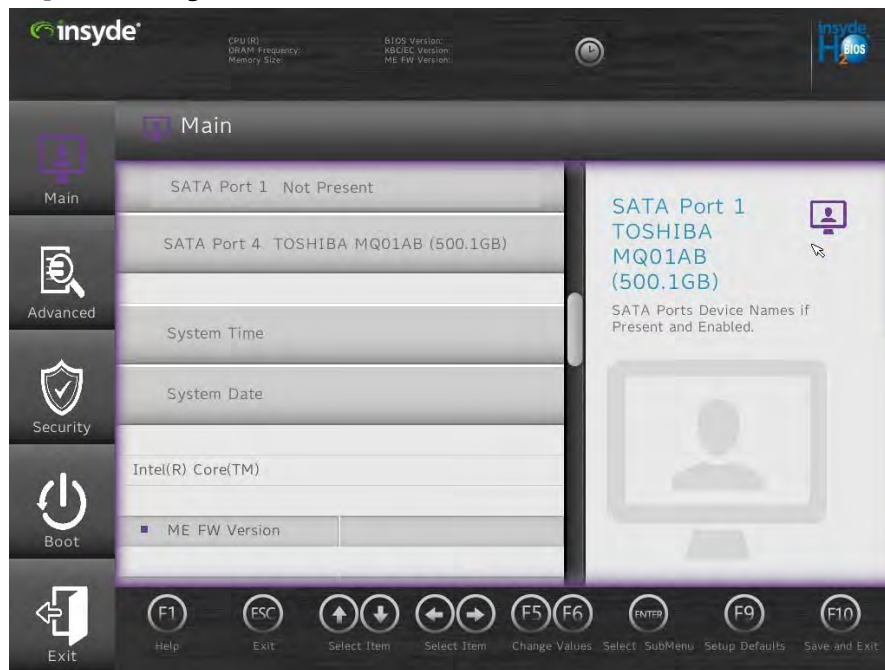 insyde®
CPU (R)
DRAM Frequency:
Memory Size:
BIOS Version:
KBC/EC Version:
ME FW Version:
insyde
H2O BIOS
Main
Main
SATA Port 1 Not Present
SATA Port 4 TOSHIBA MQ01AB (500.1GB)
System Time
System Date
Intel(R) Core(TM)
ME FW Version
SATA Port 1
TOSHIBA
MQ01AB
(500.1GB)
SATA Ports Device Names if
Present and Enabled.
Advanced
Security
Boot
Exit
F1 Help
ESC Exit
Select Item
Select Item
F5 F6 Change Values
ENTER Select SubMenu
F9 Setup Defaults
F10 Save and Exit